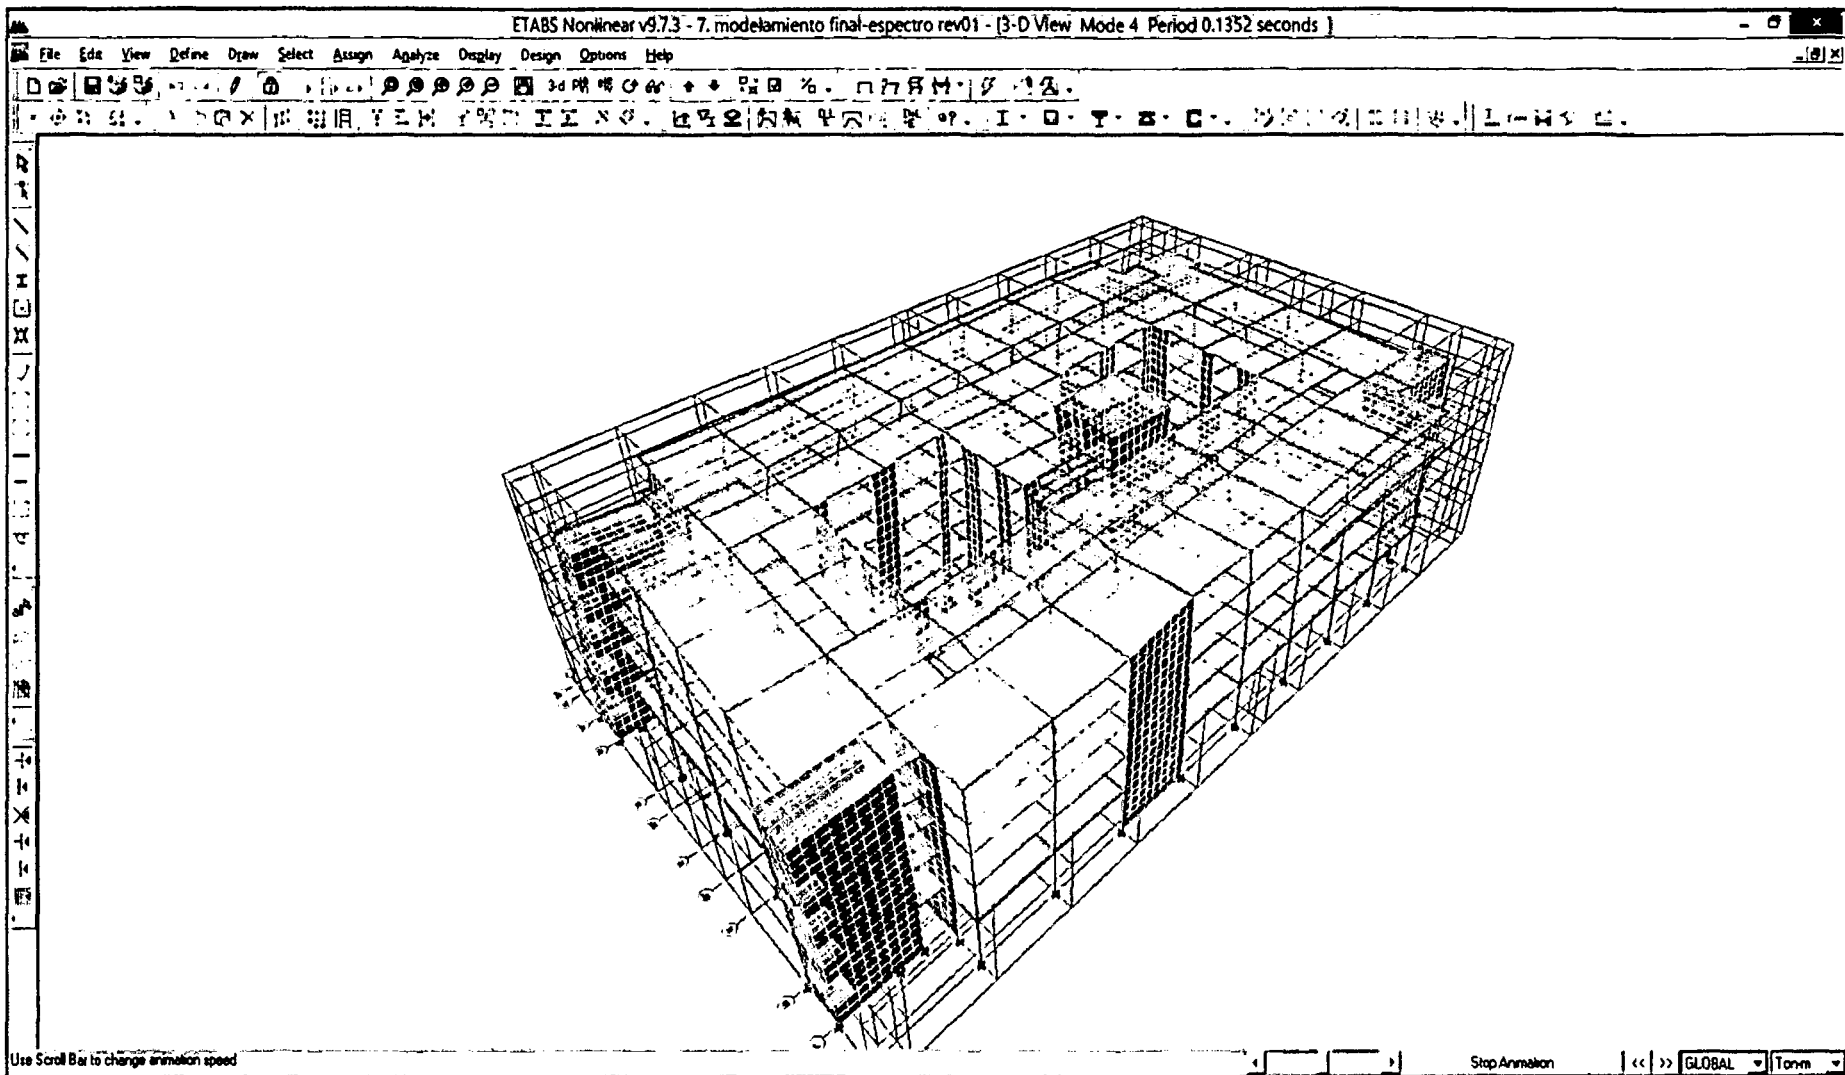 ETABS Nonlinear v9.7.3 - 7. modelamiento final-espectro rev01 - [3-D View Mode 4 Period 0.1352 seconds ]
File Edit View Define Draw Select Assign Analyze Display Design Options Help
3-d
Use Scroll Bar to change animation speed
Stop Animation << >> GLOBAL Ton-m